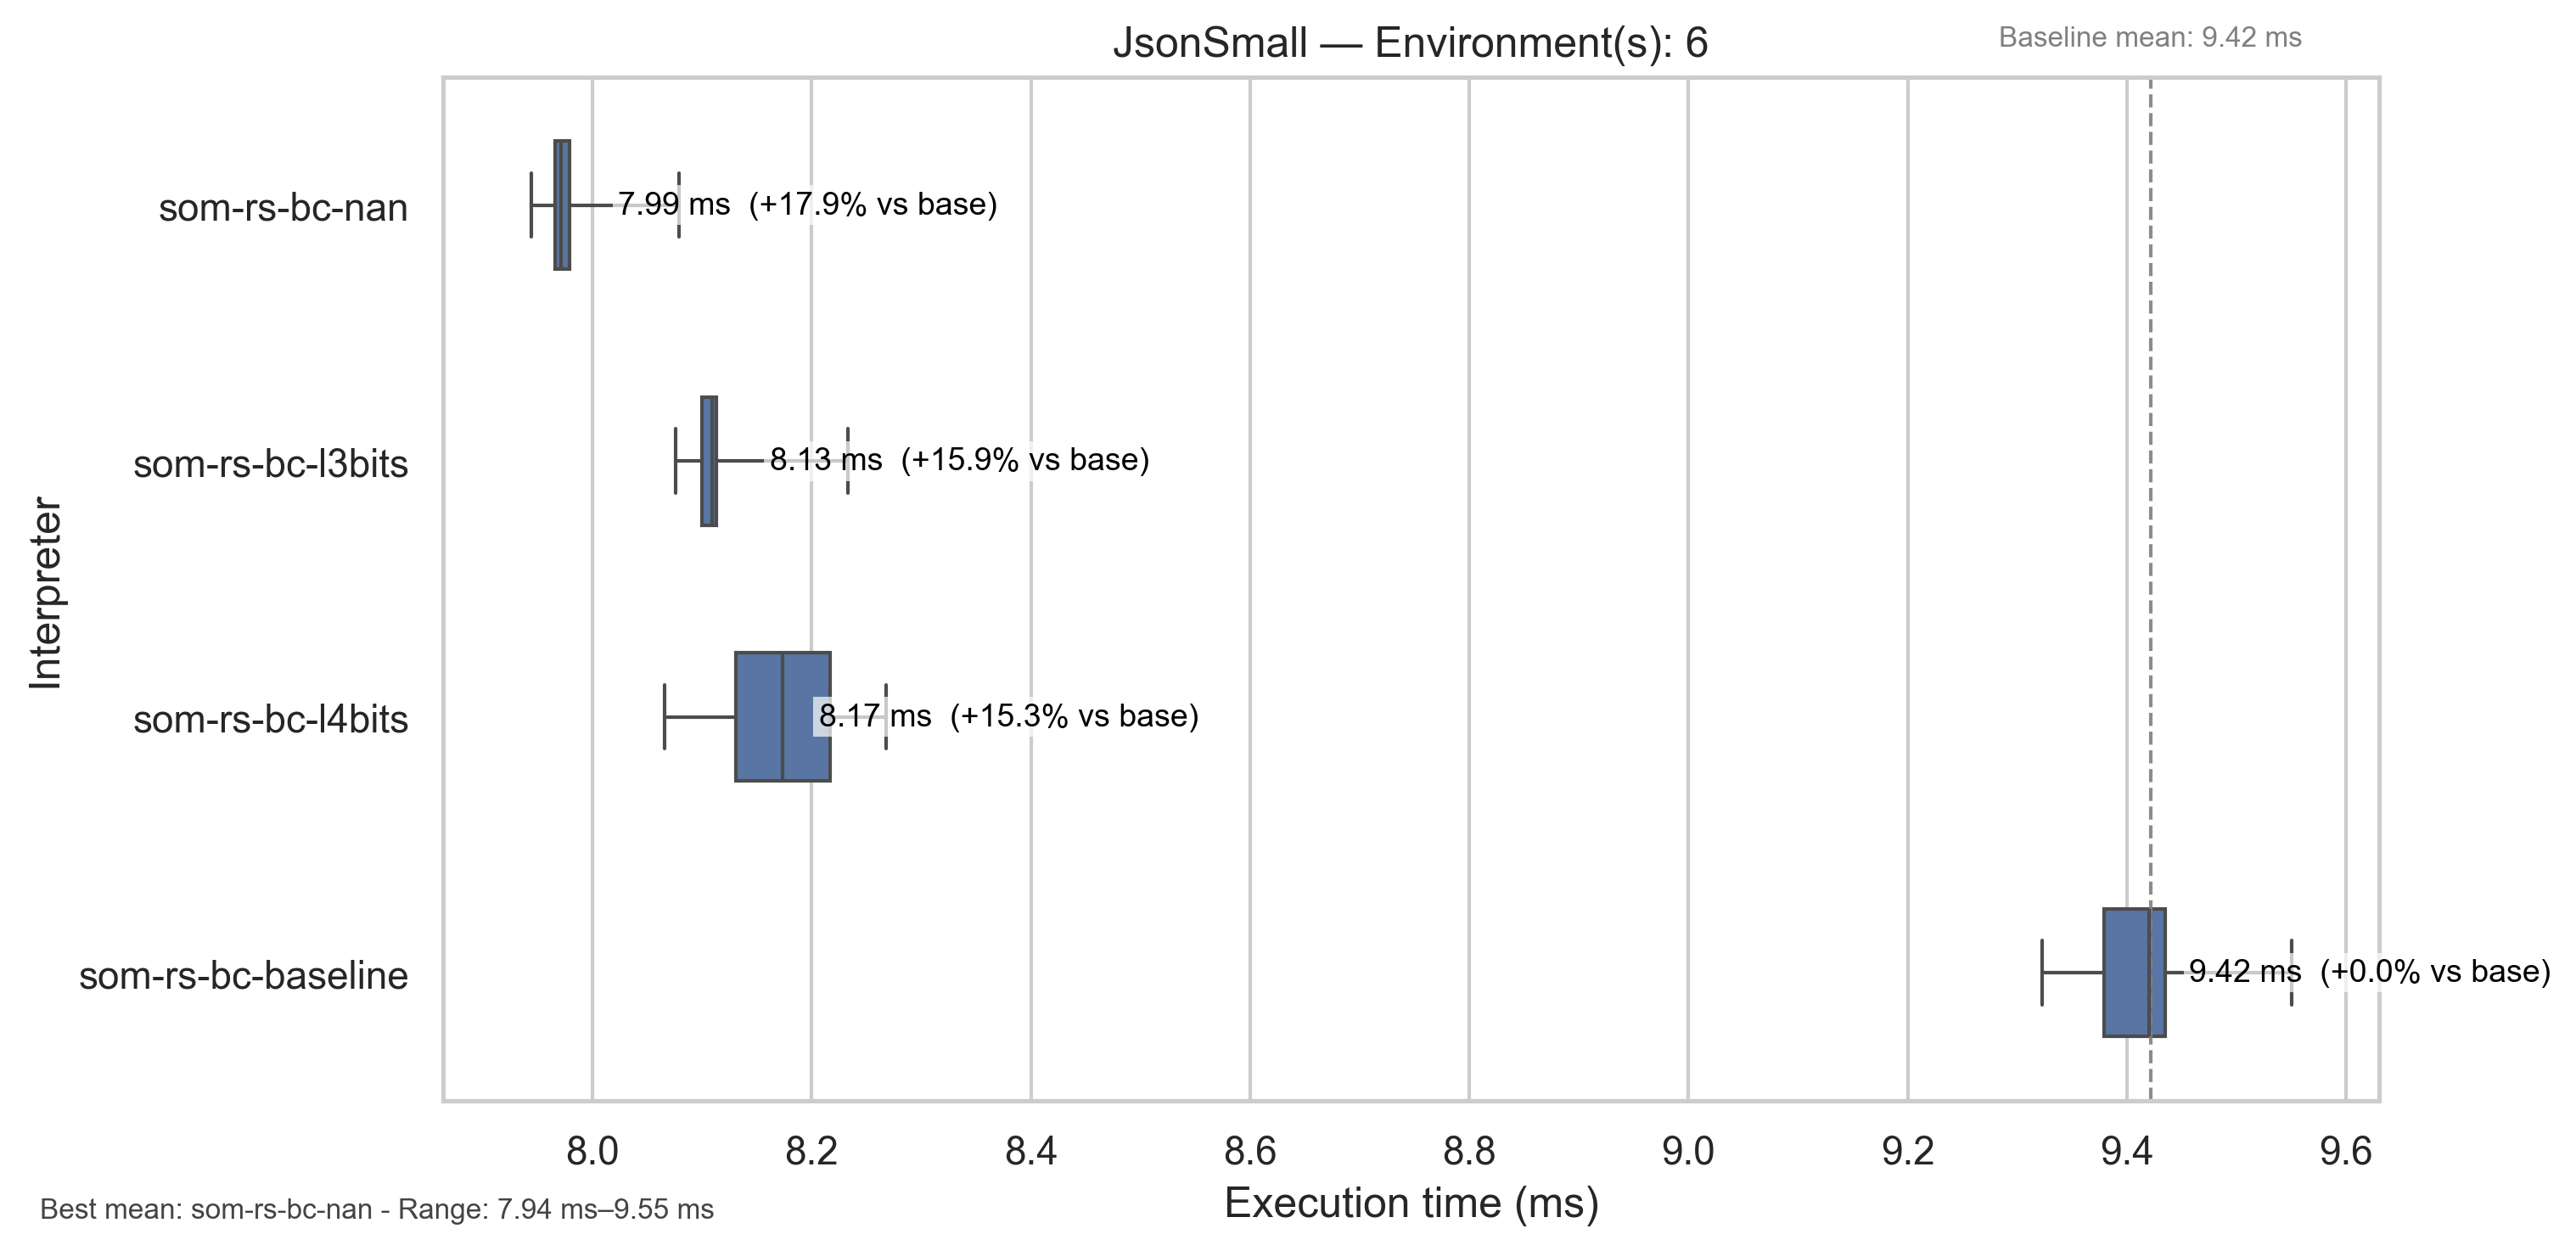 JsonSmall — Environment(s): 6
Baseline mean: 9.42 ms
som-rs-bc-nan
7.99 ms (+17.9% vs base)
som-rs-bc-l3bits
8.13 ms (+15.9% vs base)
som-rs-bc-l4bits
8.17 ms (+15.3% vs base)
som-rs-bc-baseline
9.42 ms (+0.0% vs base)
Interpreter
8.0 8.2 8.4 8.6 8.8 9.0 9.2 9.4 9.6
Execution time (ms)
Best mean: som-rs-bc-nan - Range: 7.94 ms–9.55 ms